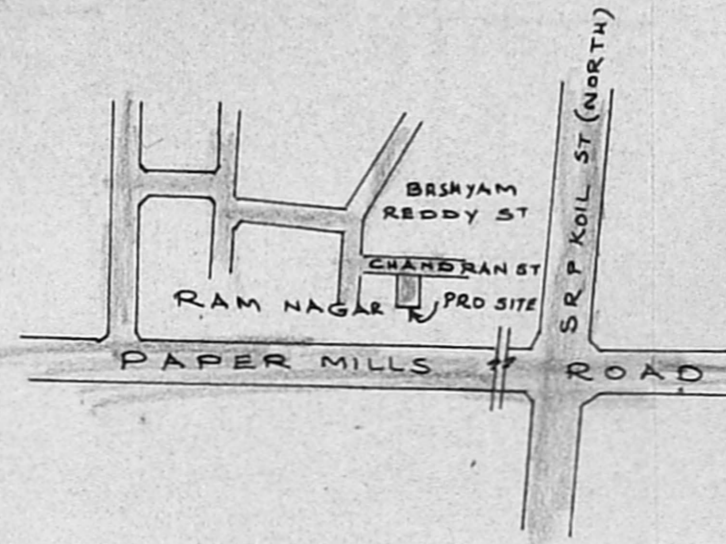 SRP KOIL ST (NORTH)
BASHYAM
REDDY ST
CHANDRAN ST
RAM NAGAR
PRO SITE
PAPER MILLS ROAD